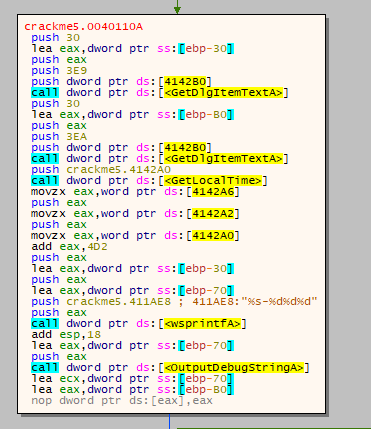 crackme5.0040110A
push 30
lea eax,dword ptr ss:[ebp-30]
push eax
push 3E9
push dword ptr ds:[4142B0]
call dword ptr ds:[<GetDlgItemTextA>]
push 30
lea eax,dword ptr ss:[ebp-B0]
push eax
push 3EA
push dword ptr ds:[4142B0]
call dword ptr ds:[<GetDlgItemTextA>]
push crackme5.4142A0
call dword ptr ds:[<GetLocalTime>]
movzx eax,word ptr ds:[4142A6]
push eax
movzx eax,word ptr ds:[4142A2]
push eax
movzx eax,word ptr ds:[4142A0]
add eax,4D2
push eax
lea eax,dword ptr ss:[ebp-30]
push eax
lea eax,dword ptr ss:[ebp-70]
push crackme5.411AE8 ; 411AE8:"%s-%d%d%d"
push eax
call dword ptr ds:[<wsprintfA>]
add esp,18
lea eax,dword ptr ss:[ebp-70]
push eax
call dword ptr ds:[<OutputDebugStringA>]
lea ecx,dword ptr ss:[ebp-70]
lea eax,dword ptr ss:[ebp-B0]
nop dword ptr ds:[eax],eax